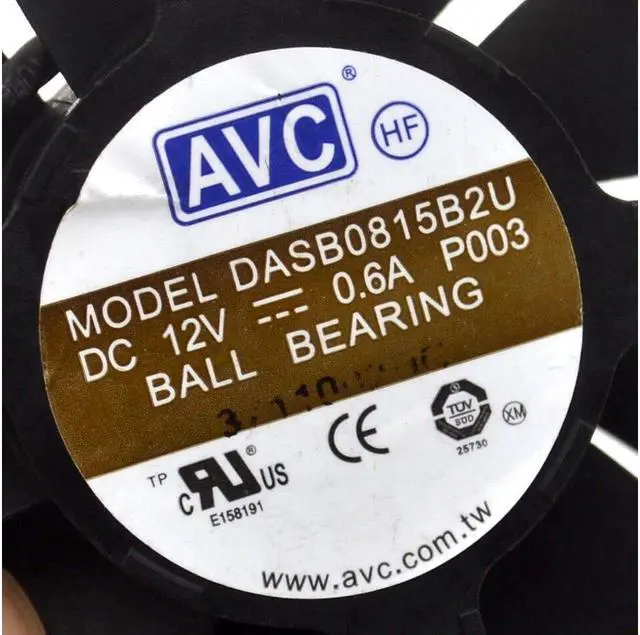 AVC ®
HF
MODEL DASB0815B2U
DC 12V ⎓ 0.6A P003
BALL BEARING
CE
TÜV
SÜD
25730
XM
TP
c RU US
E158191
www.avc.com.tw